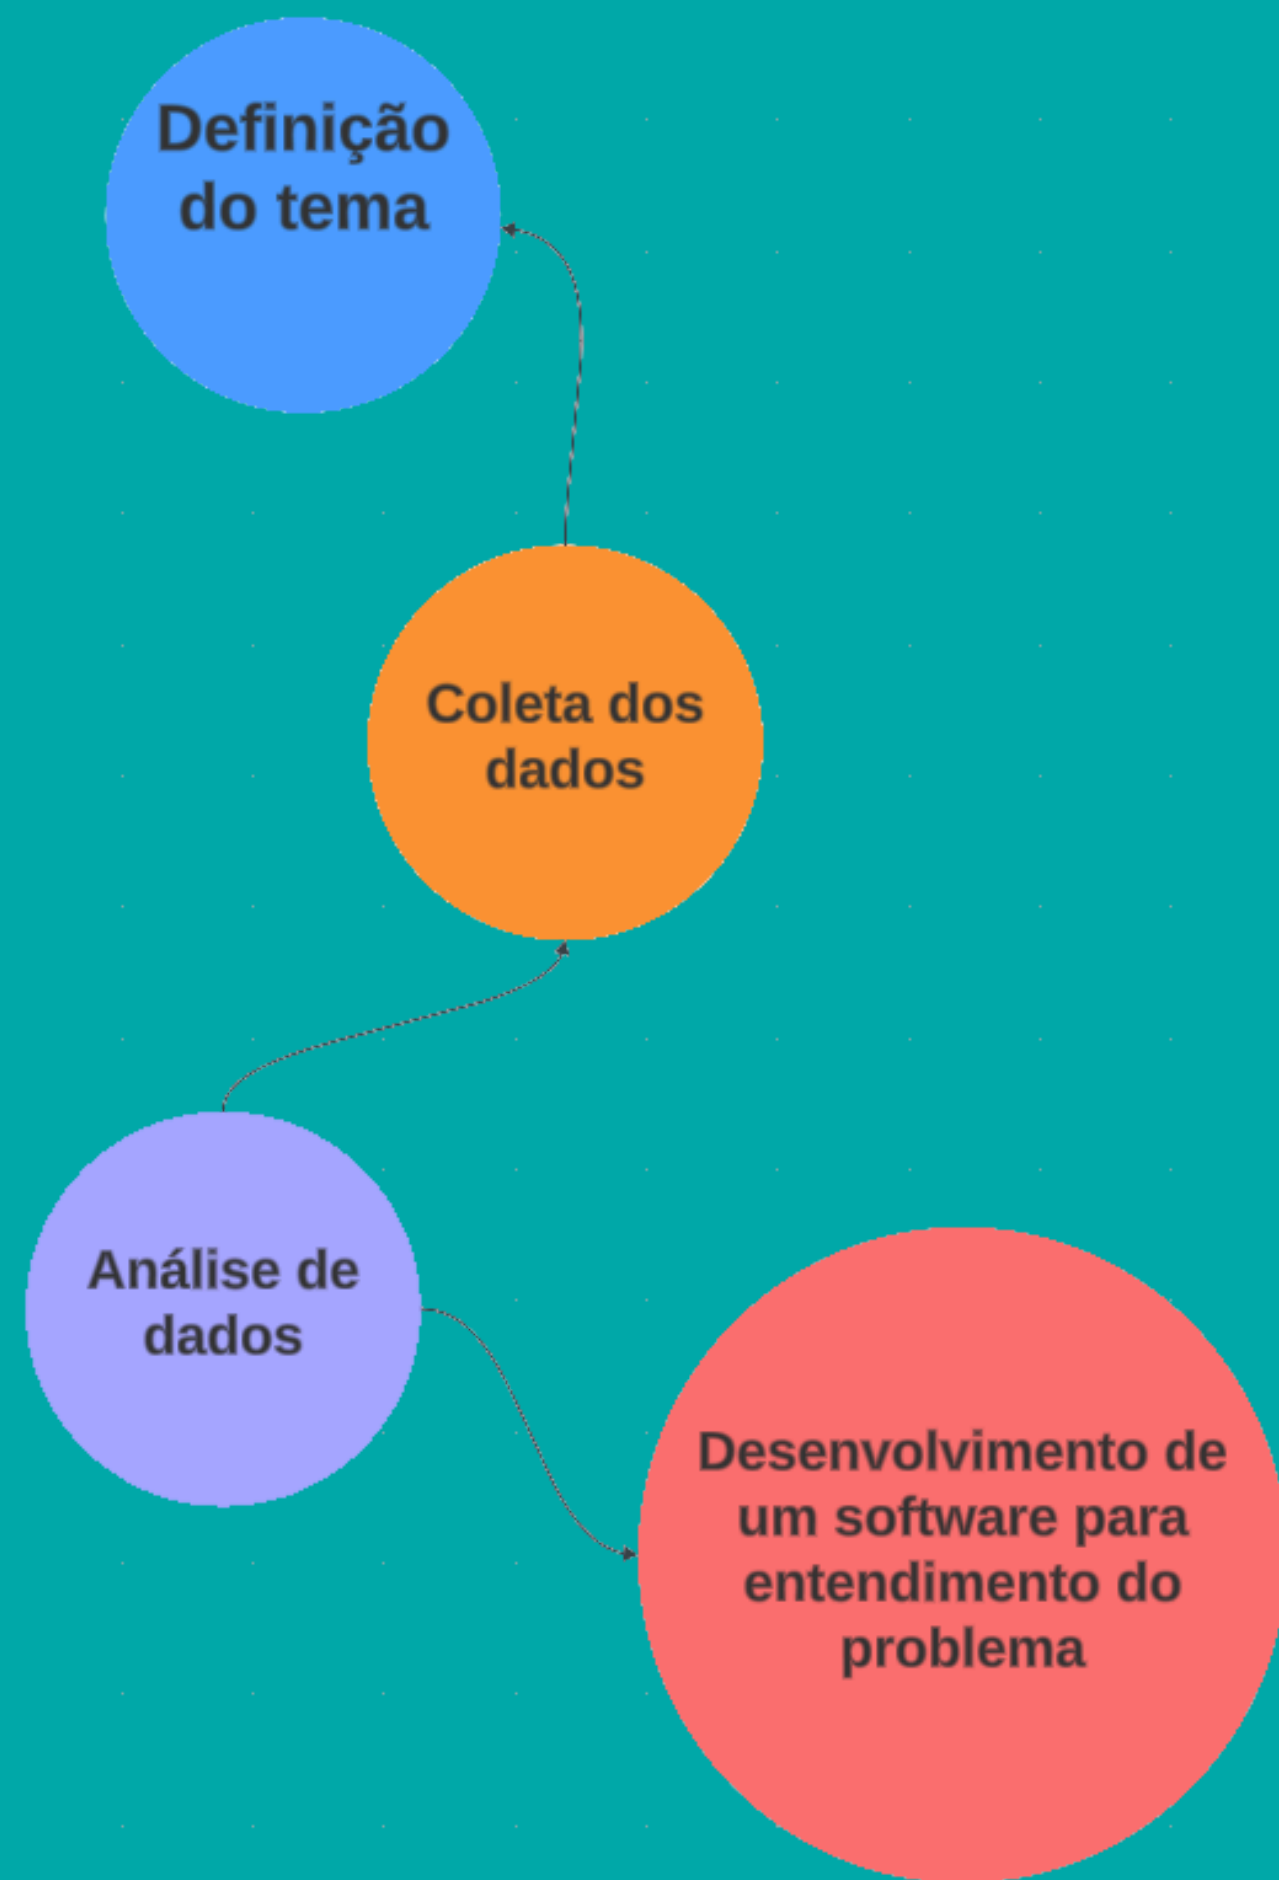 Definição
do tema
Coleta dos
dados
Análise de
dados
Desenvolvimento de
um software para
entendimento do
problema